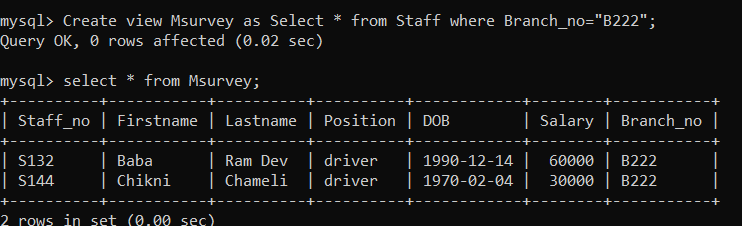 mysql> Create view Msurvey as Select * from Staff where Branch_no="B222";
Query OK, 0 rows affected (0.02 sec)
mysql> select * from Msurvey;
+----------+-----------+----------+----------+------------+--------+-----------+
| Staff_no | Firstname | Lastname | Position | DOB        | Salary | Branch_no |
+----------+-----------+----------+----------+------------+--------+-----------+
| S132     | Baba      | Ram Dev  | driver   | 1990-12-14 |  60000 | B222      |
| S144     | Chikni    | Chameli  | driver   | 1970-02-04 |  30000 | B222      |
+----------+-----------+----------+----------+------------+--------+-----------+
2 rows in set (0.00 sec)